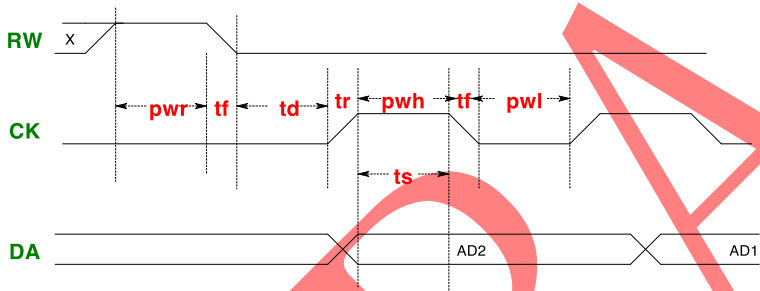 RW X
pwr tf td tr pwh tf pwl
CK
ts
DA AD2 AD1